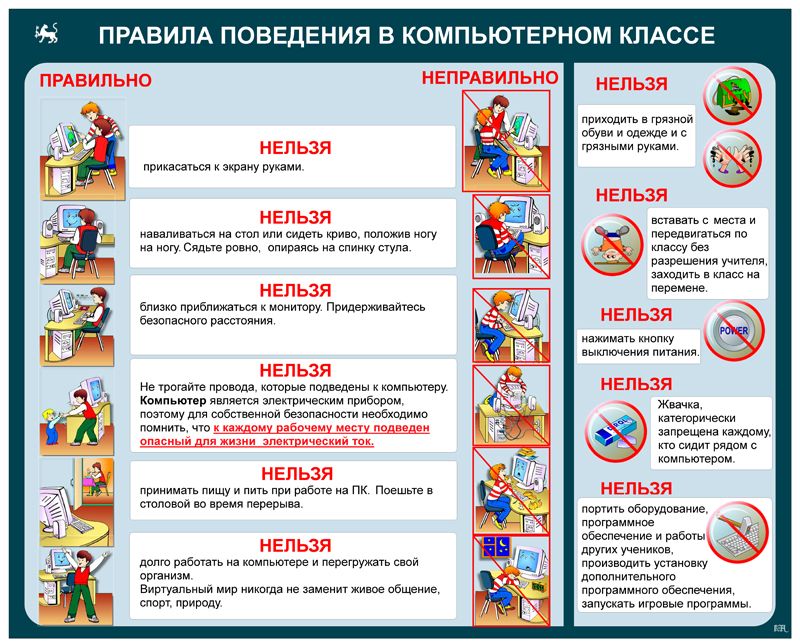 ПРАВИЛА ПОВЕДЕНИЯ В КОМПЬЮТЕРНОМ КЛАССЕ
ПРАВИЛЬНО
НЕПРАВИЛЬНО
НЕЛЬЗЯ
прикасаться к экрану руками.
НЕЛЬЗЯ
наваливаться на стол или сидеть криво, положив ногу
на ногу. Сядьте ровно, опираясь на спинку стула.
НЕЛЬЗЯ
близко приближаться к монитору. Придерживайтесь
безопасного расстояния.
НЕЛЬЗЯ
Не трогайте провода, которые подведены к компьютеру.
Компьютер является электрическим прибором,
поэтому для собственной безопасности необходимо
помнить, что к каждому рабочему месту подведен
опасный для жизни электрический ток.
НЕЛЬЗЯ
принимать пищу и пить при работе на ПК. Поешьте в
столовой во время перерыва.
НЕЛЬЗЯ
долго работать на компьютере и перегружать свой
организм.
Виртуальный мир никогда не заменит живое общение,
спорт, природу.
НЕЛЬЗЯ
приходить в грязной
обуви и одежде и с
грязными руками.
НЕЛЬЗЯ
вставать с места и
передвигаться по
классу без
разрешения учителя,
заходить в класс на
перемене.
НЕЛЬЗЯ
нажимать кнопку
выключения питания.
POWER
НЕЛЬЗЯ
Жвачка,
категорически
запрещена каждому,
кто сидит рядом с
компьютером.
НЕЛЬЗЯ
портить оборудование,
программное
обеспечение и работы
других учеников,
производить установку
дополнительного
программного обеспечения,
запускать игровые программы.